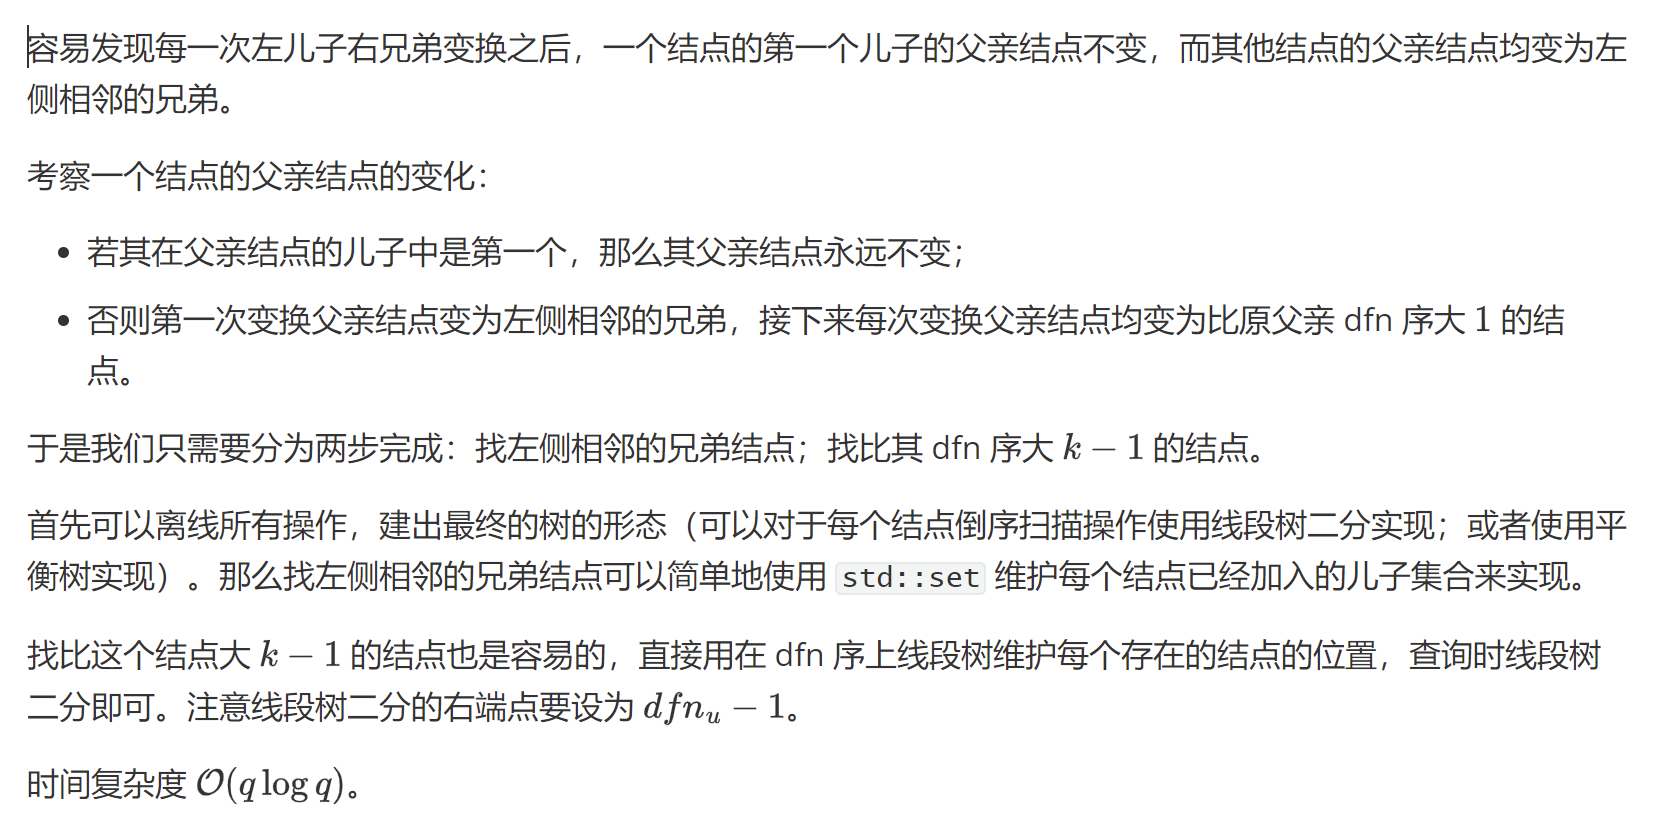 容易发现每一次左儿子右兄弟变换之后，一个结点的第一个儿子的父亲结点不变，而其他结点的父亲结点均变为左
侧相邻的兄弟。
考察一个结点的父亲结点的变化：
• 若其在父亲结点的儿子中是第一个，那么其父亲结点永远不变；
• 否则第一次变换父亲结点变为左侧相邻的兄弟，接下来每次变换父亲结点均变为比原父亲 dfn 序大 1 的结
点。
于是我们只需要分为两步完成：找左侧相邻的兄弟结点；找比其 dfn 序大 k − 1 的结点。
首先可以离线所有操作，建出最终的树的形态（可以对于每个结点倒序扫描操作使用线段树二分实现；或者使用平
衡树实现）。那么找左侧相邻的兄弟结点可以简单地使用 std::set 维护每个结点已经加入的儿子集合来实现。
找比这个结点大 k − 1 的结点也是容易的，直接用在 dfn 序上线段树维护每个存在的结点的位置，查询时线段树
二分即可。注意线段树二分的右端点要设为 dfnᵤ − 1。
时间复杂度 𝒪(q log q)。